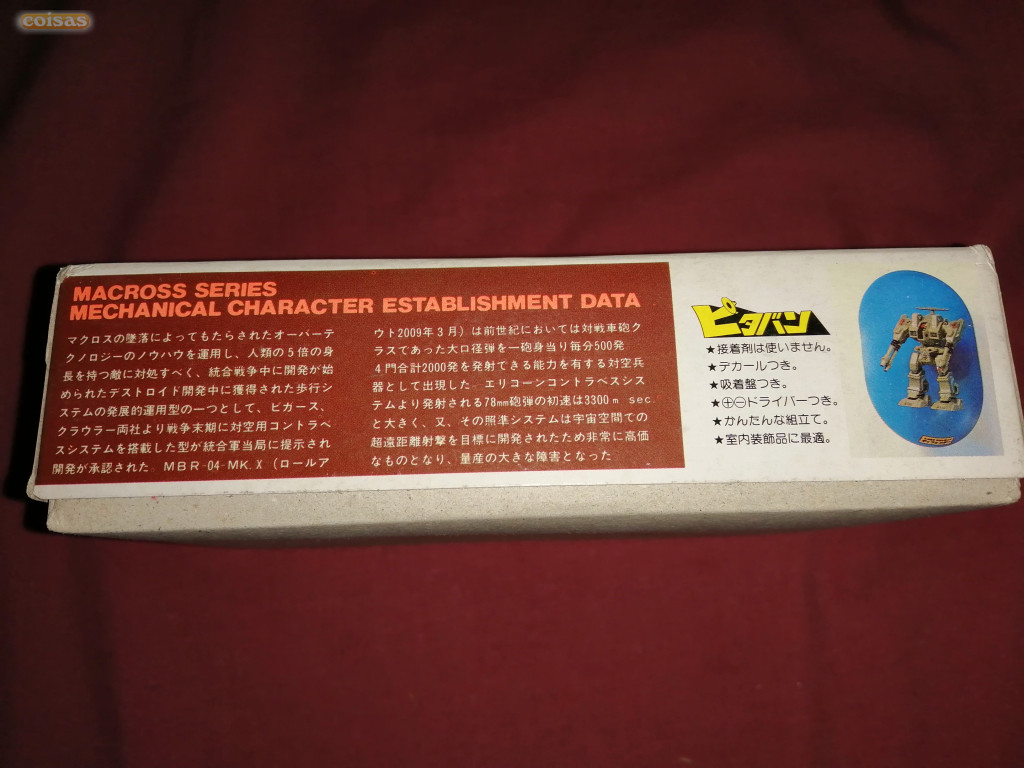 coisas
MACROSS SERIES
MECHANICAL CHARACTER ESTABLISHMENT DATA
マクロスの墜落によってもたらされたオーバーテ
クノロジーのノウハウを運用し、人類の5倍の身
長を持つ敵に対処すべく、統合戦争中に開発が始
められたデストロイド開発中に獲得された歩行シ
ステムの発展的運用型の一つとして、ビガース、
クラウラー両社より戦争末期に対空用コントラベ
スシステムを搭載した型が統合軍当局に提示され
開発が承認された MBR-04-MK.X (ロールア
ウト2009年3月)は前世紀においては対戦車砲ク
ラスであった大口径弾を一砲身当り毎分500発
4門合計2000発を発射できる能力を有する対空兵
器として出現した エリコーンコントラベスシス
テムより発射される78mm砲弾の初速は3300m sec.
と大きく、又、その照準システムは宇宙空間での
超遠距離射撃を目標に開発されたため非常に高価
なものとなり、量産の大きな障害となった
ピタバン
★接着剤は使いません。
★デカールつき。
★吸着盤つき。
★⊕⊖ドライバーつき。
★かんたんな組立て。
★室内装飾品に最適。